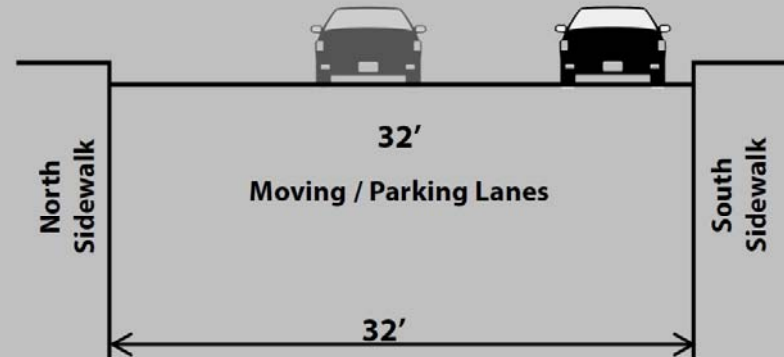 32’
Moving / Parking Lanes
North
Sidewalk
South
Sidewalk
32’